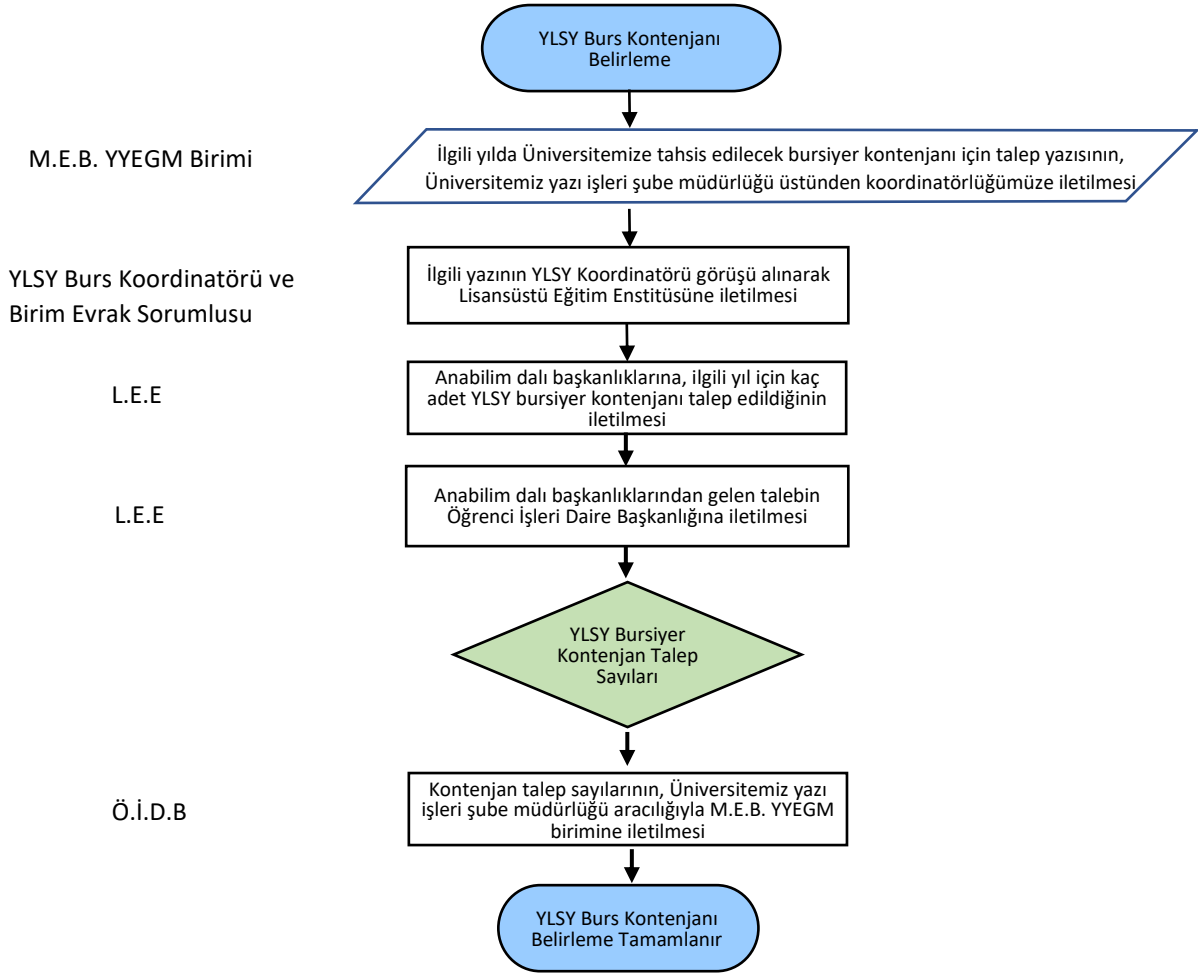 YLSY Burs Kontenjanı
Belirleme
M.E.B. YYEGM Birimi
İlgili yılda Üniversitemize tahsis edilecek bursiyer kontenjanı için talep yazısının,
Üniversitemiz yazı işleri şube müdürlüğü üstünden koordinatörlüğümüze iletilmesi
YLSY Burs Koordinatörü ve
Birim Evrak Sorumlusu
İlgili yazının YLSY Koordinatörü görüşü alınarak
Lisansüstü Eğitim Enstitüsüne iletilmesi
L.E.E
Anabilim dalı başkanlıklarına, ilgili yıl için kaç
adet YLSY bursiyer kontenjanı talep edildiğinin
iletilmesi
L.E.E
Anabilim dalı başkanlıklarından gelen talebin
Öğrenci İşleri Daire Başkanlığına iletilmesi
YLSY Bursiyer
Kontenjan Talep
Sayıları
Ö.İ.D.B
Kontenjan talep sayılarının, Üniversitemiz yazı
işleri şube müdürlüğü aracılığıyla M.E.B. YYEGM
birimine iletilmesi
YLSY Burs Kontenjanı
Belirleme Tamamlanır